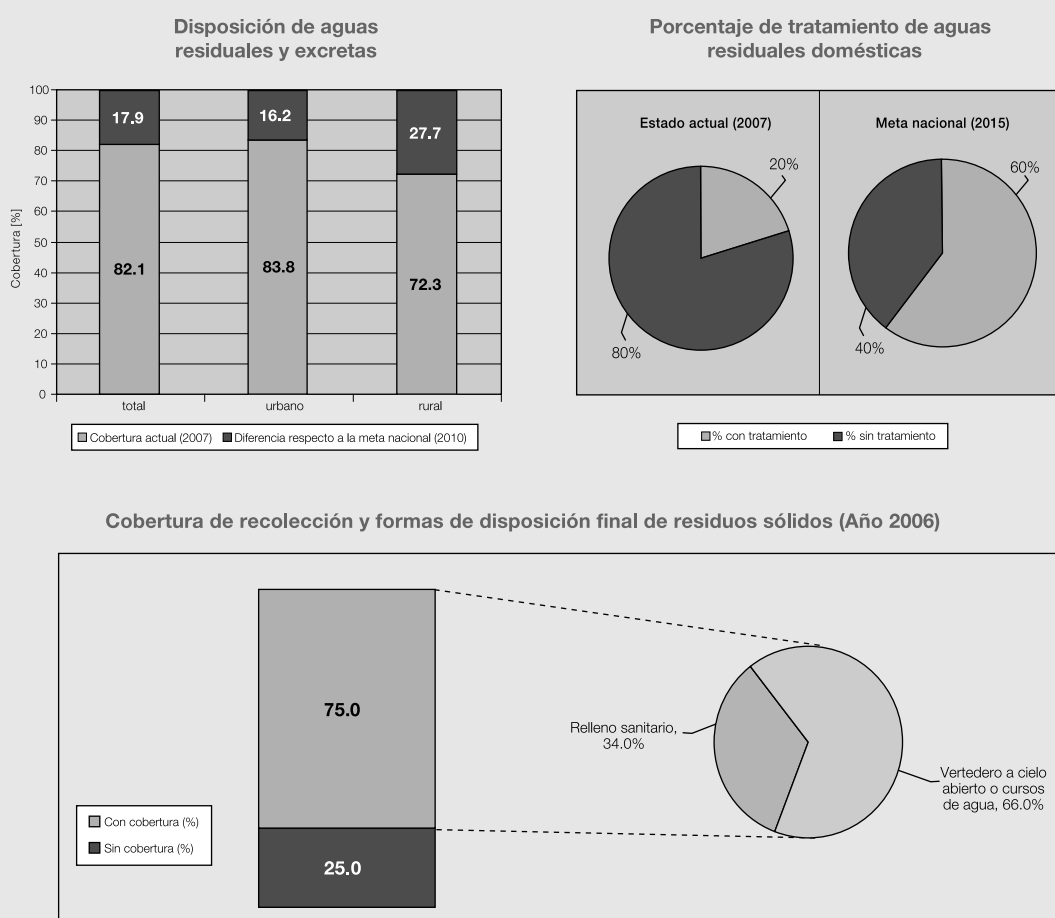 Disposición de aguas
residuales y excretas
Cobertura [%]
100
90
80
70
60
50
40
30
20
10
0
17.9
16.2
27.7
82.1
83.8
72.3
total
urbano
rural
Cobertura actual (2007)
Diferencia respecto a la meta nacional (2010)
Porcentaje de tratamiento de aguas
residuales domésticas
Estado actual (2007)
20%
80%
Meta nacional (2015)
60%
40%
% con tratamiento
% sin tratamiento
Cobertura de recolección y formas de disposición final de residuos sólidos (Año 2006)
75.0
25.0
Con cobertura (%)
Sin cobertura (%)
Relleno sanitario,
34.0%
Vertedero a cielo
abierto o cursos
de agua, 66.0%